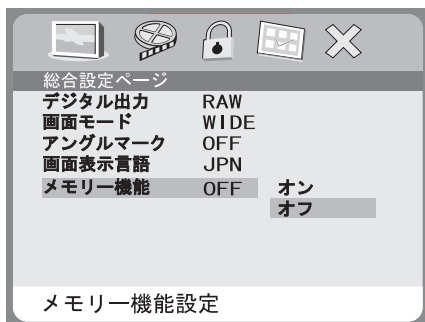 総合設定ページ
デジタル出力 RAW
画面モード WIDE
アングルマーク OFF
画面表示言語 JPN
メモリー機能 OFF オン
オフ
メモリー機能設定